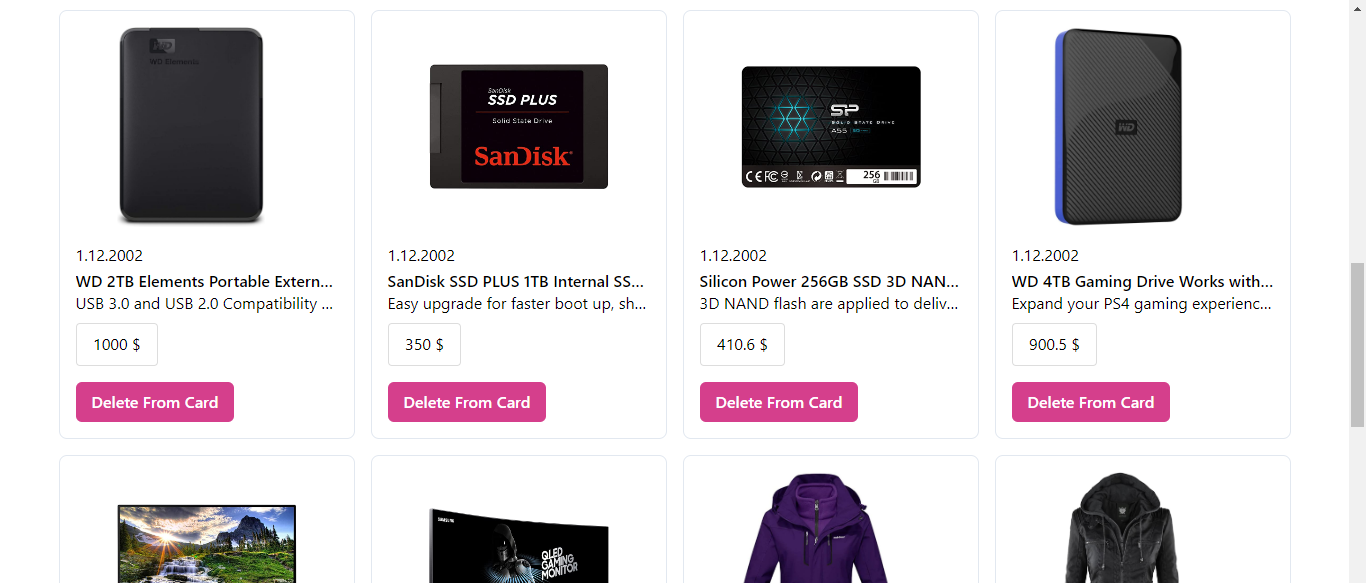 WD
WD Elements
SanDisk
SSD PLUS
Solid State Drive
SanDisk
SP
SOLID STATE DRIVE
A55
256
GB
WD
1.12.2002
1.12.2002
1.12.2002
1.12.2002
WD 2TB Elements Portable Extern...
SanDisk SSD PLUS 1TB Internal SS...
Silicon Power 256GB SSD 3D NAN...
WD 4TB Gaming Drive Works with...
USB 3.0 and USB 2.0 Compatibility ...
Easy upgrade for faster boot up, sh...
3D NAND flash are applied to deliv...
Expand your PS4 gaming experienc...
1000 $
350 $
410.6 $
900.5 $
Delete From Card
Delete From Card
Delete From Card
Delete From Card
SAMSUNG
QLED
GAMING
MONITOR